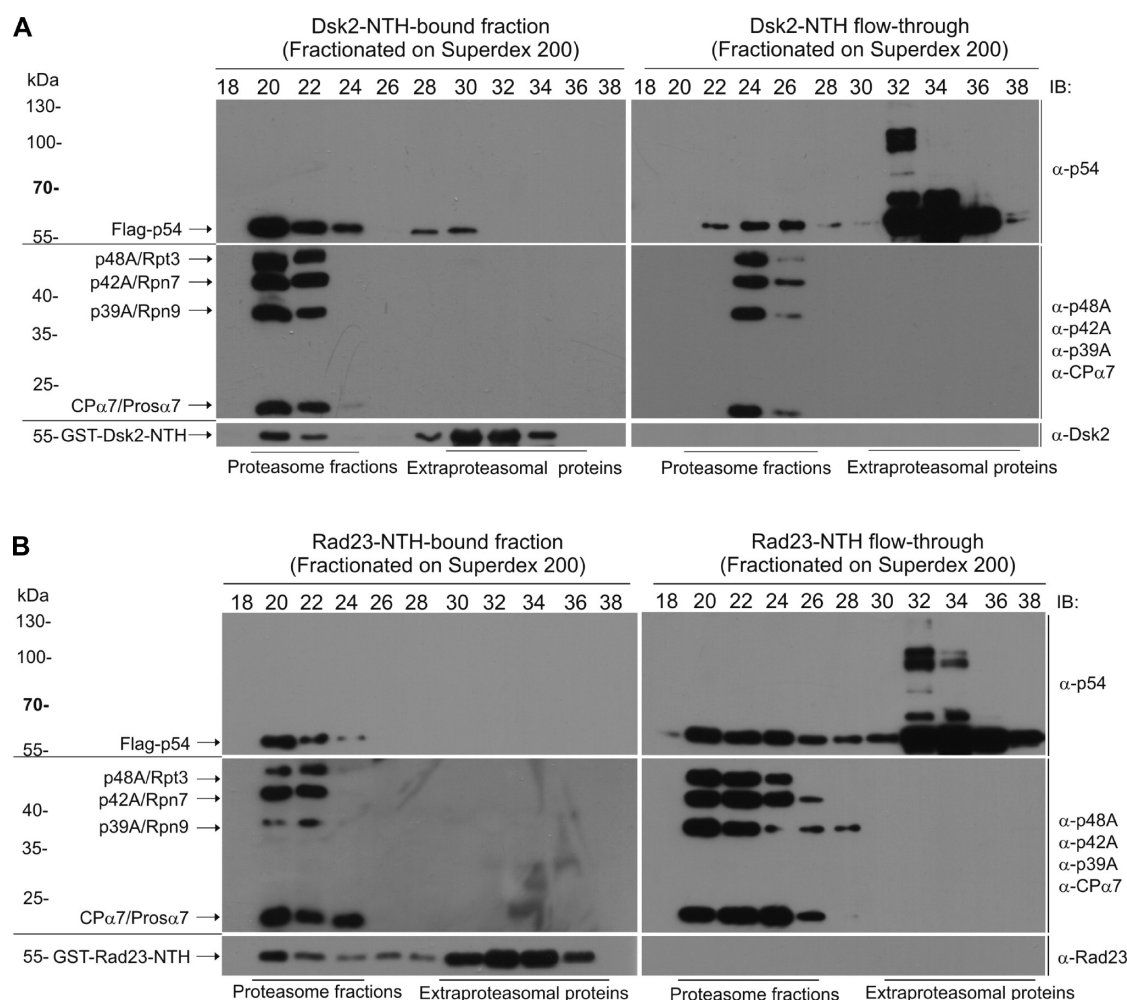 A
Dsk2-NTH-bound fraction
(Fractionated on Superdex 200)
Dsk2-NTH flow-through
(Fractionated on Superdex 200)
kDa
18 20 22 24 26 28 30 32 34 36 38
18 20 22 24 26 28 30 32 34 36 38
IB:
130-
100-
70-
Flag-p54
55-
α-p54
p48A/Rpt3
p42A/Rpn7
40-
p39A/Rpn9
35-
25-
CPα7/Prosα7
α-p48A
α-p42A
α-p39A
α-CPα7
55- GST-Dsk2-NTH
α-Dsk2
Proteasome fractions
Extraproteasomal proteins
Proteasome fractions
Extraproteasomal proteins
B
Rad23-NTH-bound fraction
(Fractionated on Superdex 200)
Rad23-NTH flow-through
(Fractionated on Superdex 200)
kDa
18 20 22 24 26 28 30 32 34 36 38
18 20 22 24 26 28 30 32 34 36 38
IB:
130-
100-
70-
Flag-p54
55-
α-p54
p48A/Rpt3
p42A/Rpn7
40-
p39A/Rpn9
35-
25-
CPα7/Prosα7
α-p48A
α-p42A
α-p39A
α-CPα7
55- GST-Rad23-NTH
α-Rad23
Proteasome fractions
Extraproteasomal proteins
Proteasome fractions
Extraproteasomal proteins